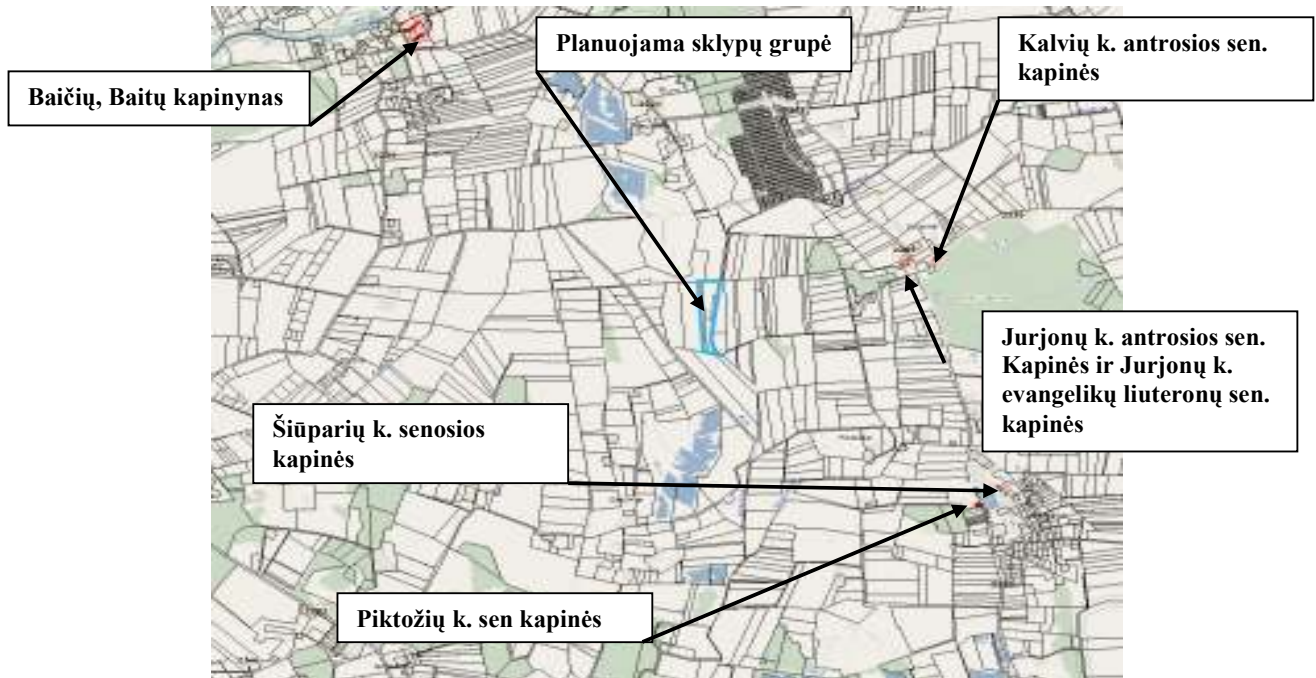 Planuojama sklypų grupė
Kalvių k. antrosios sen.
kapinės
Baičių, Baitų kapinynas
Jurjonų k. antrosios sen.
Kapinės ir Jurjonų k.
evangelikų liuteronų sen.
kapinės
Šiūparių k. senosios
kapinės
Piktožių k. sen kapinės